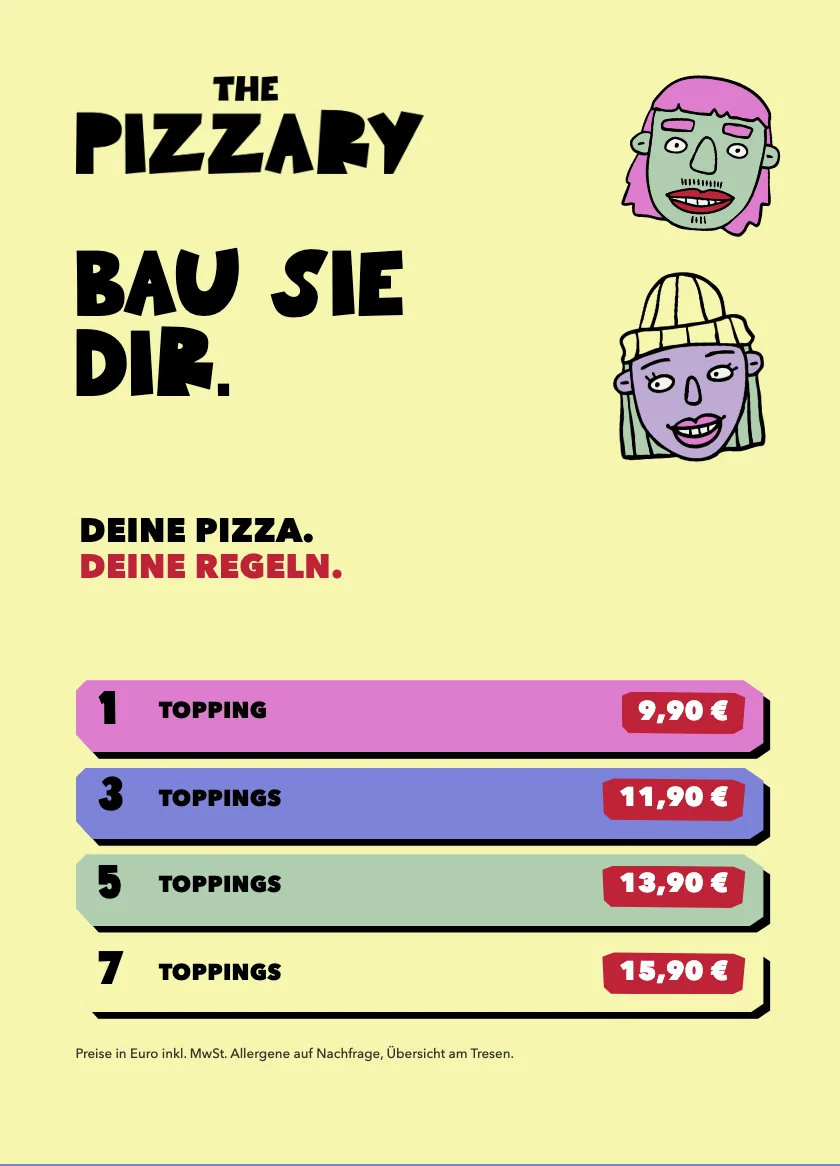 THE
PIZZARY
BAU SIE
DIR.
DEINE PIZZA.
DEINE REGELN.
1 TOPPING 9,90 €
3 TOPPINGS 11,90 €
5 TOPPINGS 13,90 €
7 TOPPINGS 15,90 €
Preise in Euro inkl. MwSt. Allergene auf Nachfrage, Übersicht am Tresen.